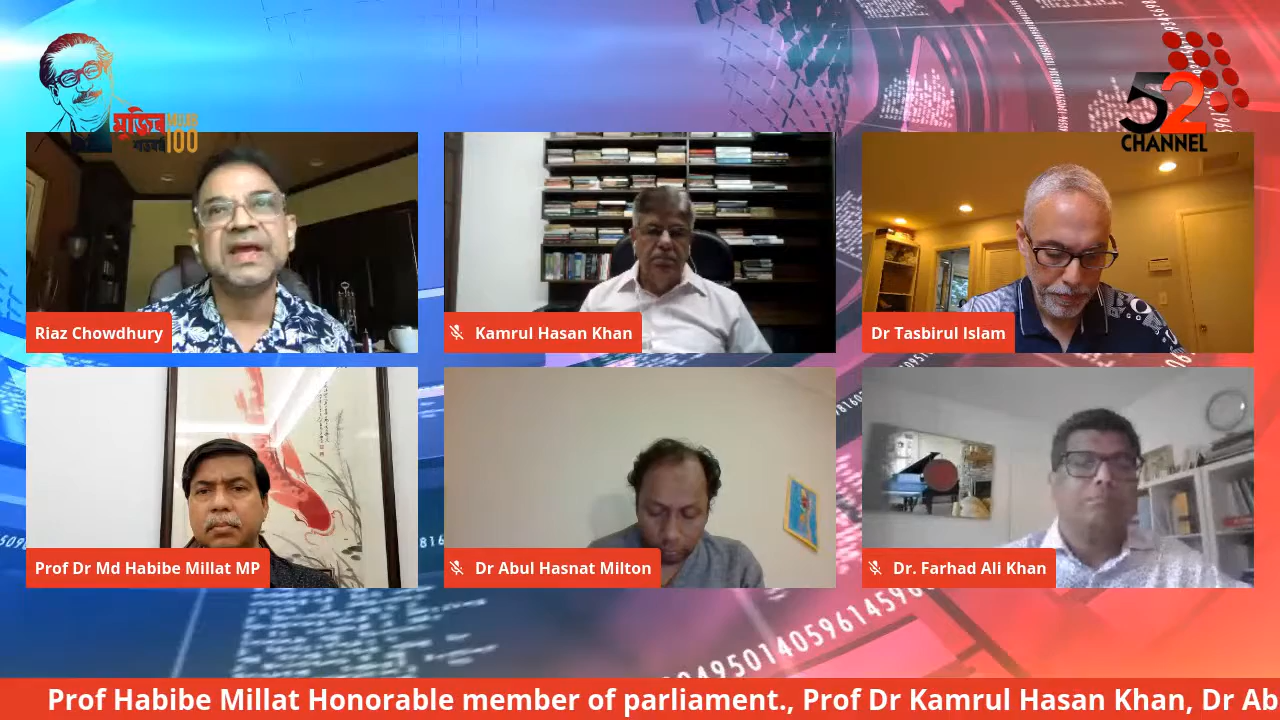 মুজিব
শতবর্ষ
MUJIB
100
52
CHANNEL
Riaz Chowdhury
Kamrul Hasan Khan
Dr Tasbirul Islam
Prof Dr Md Habibe Millat MP
Dr Abul Hasnat Milton
Dr. Farhad Ali Khan
Prof Habibe Millat Honorable member of parliament., Prof Dr Kamrul Hasan Khan, Dr Ab